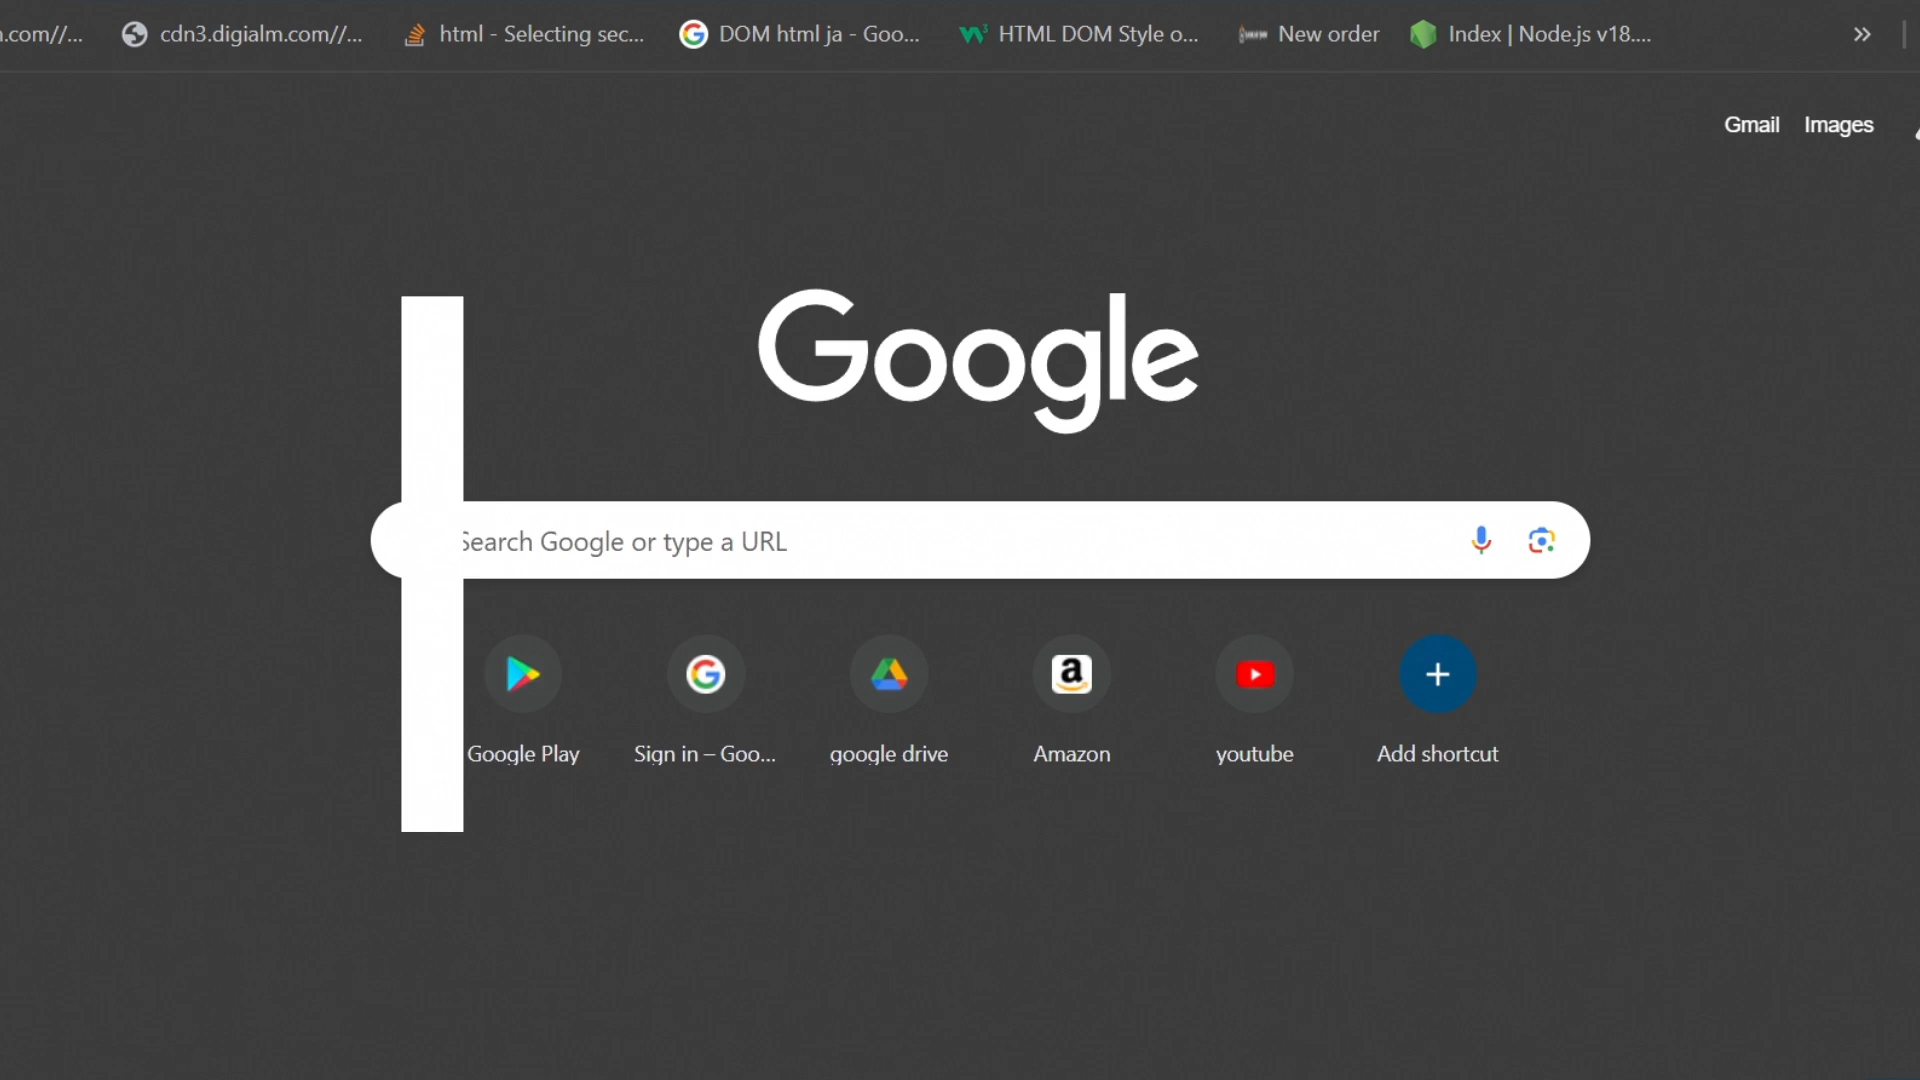 .com//...
cdn3.digialm.com//...
html - Selecting sec...
DOM html ja - Goo...
HTML DOM Style o...
New order
Index | Node.js v18....
Gmail Images
Google
Search Google or type a URL
Google Play
Sign in – Goo...
google drive
Amazon
youtube
Add shortcut